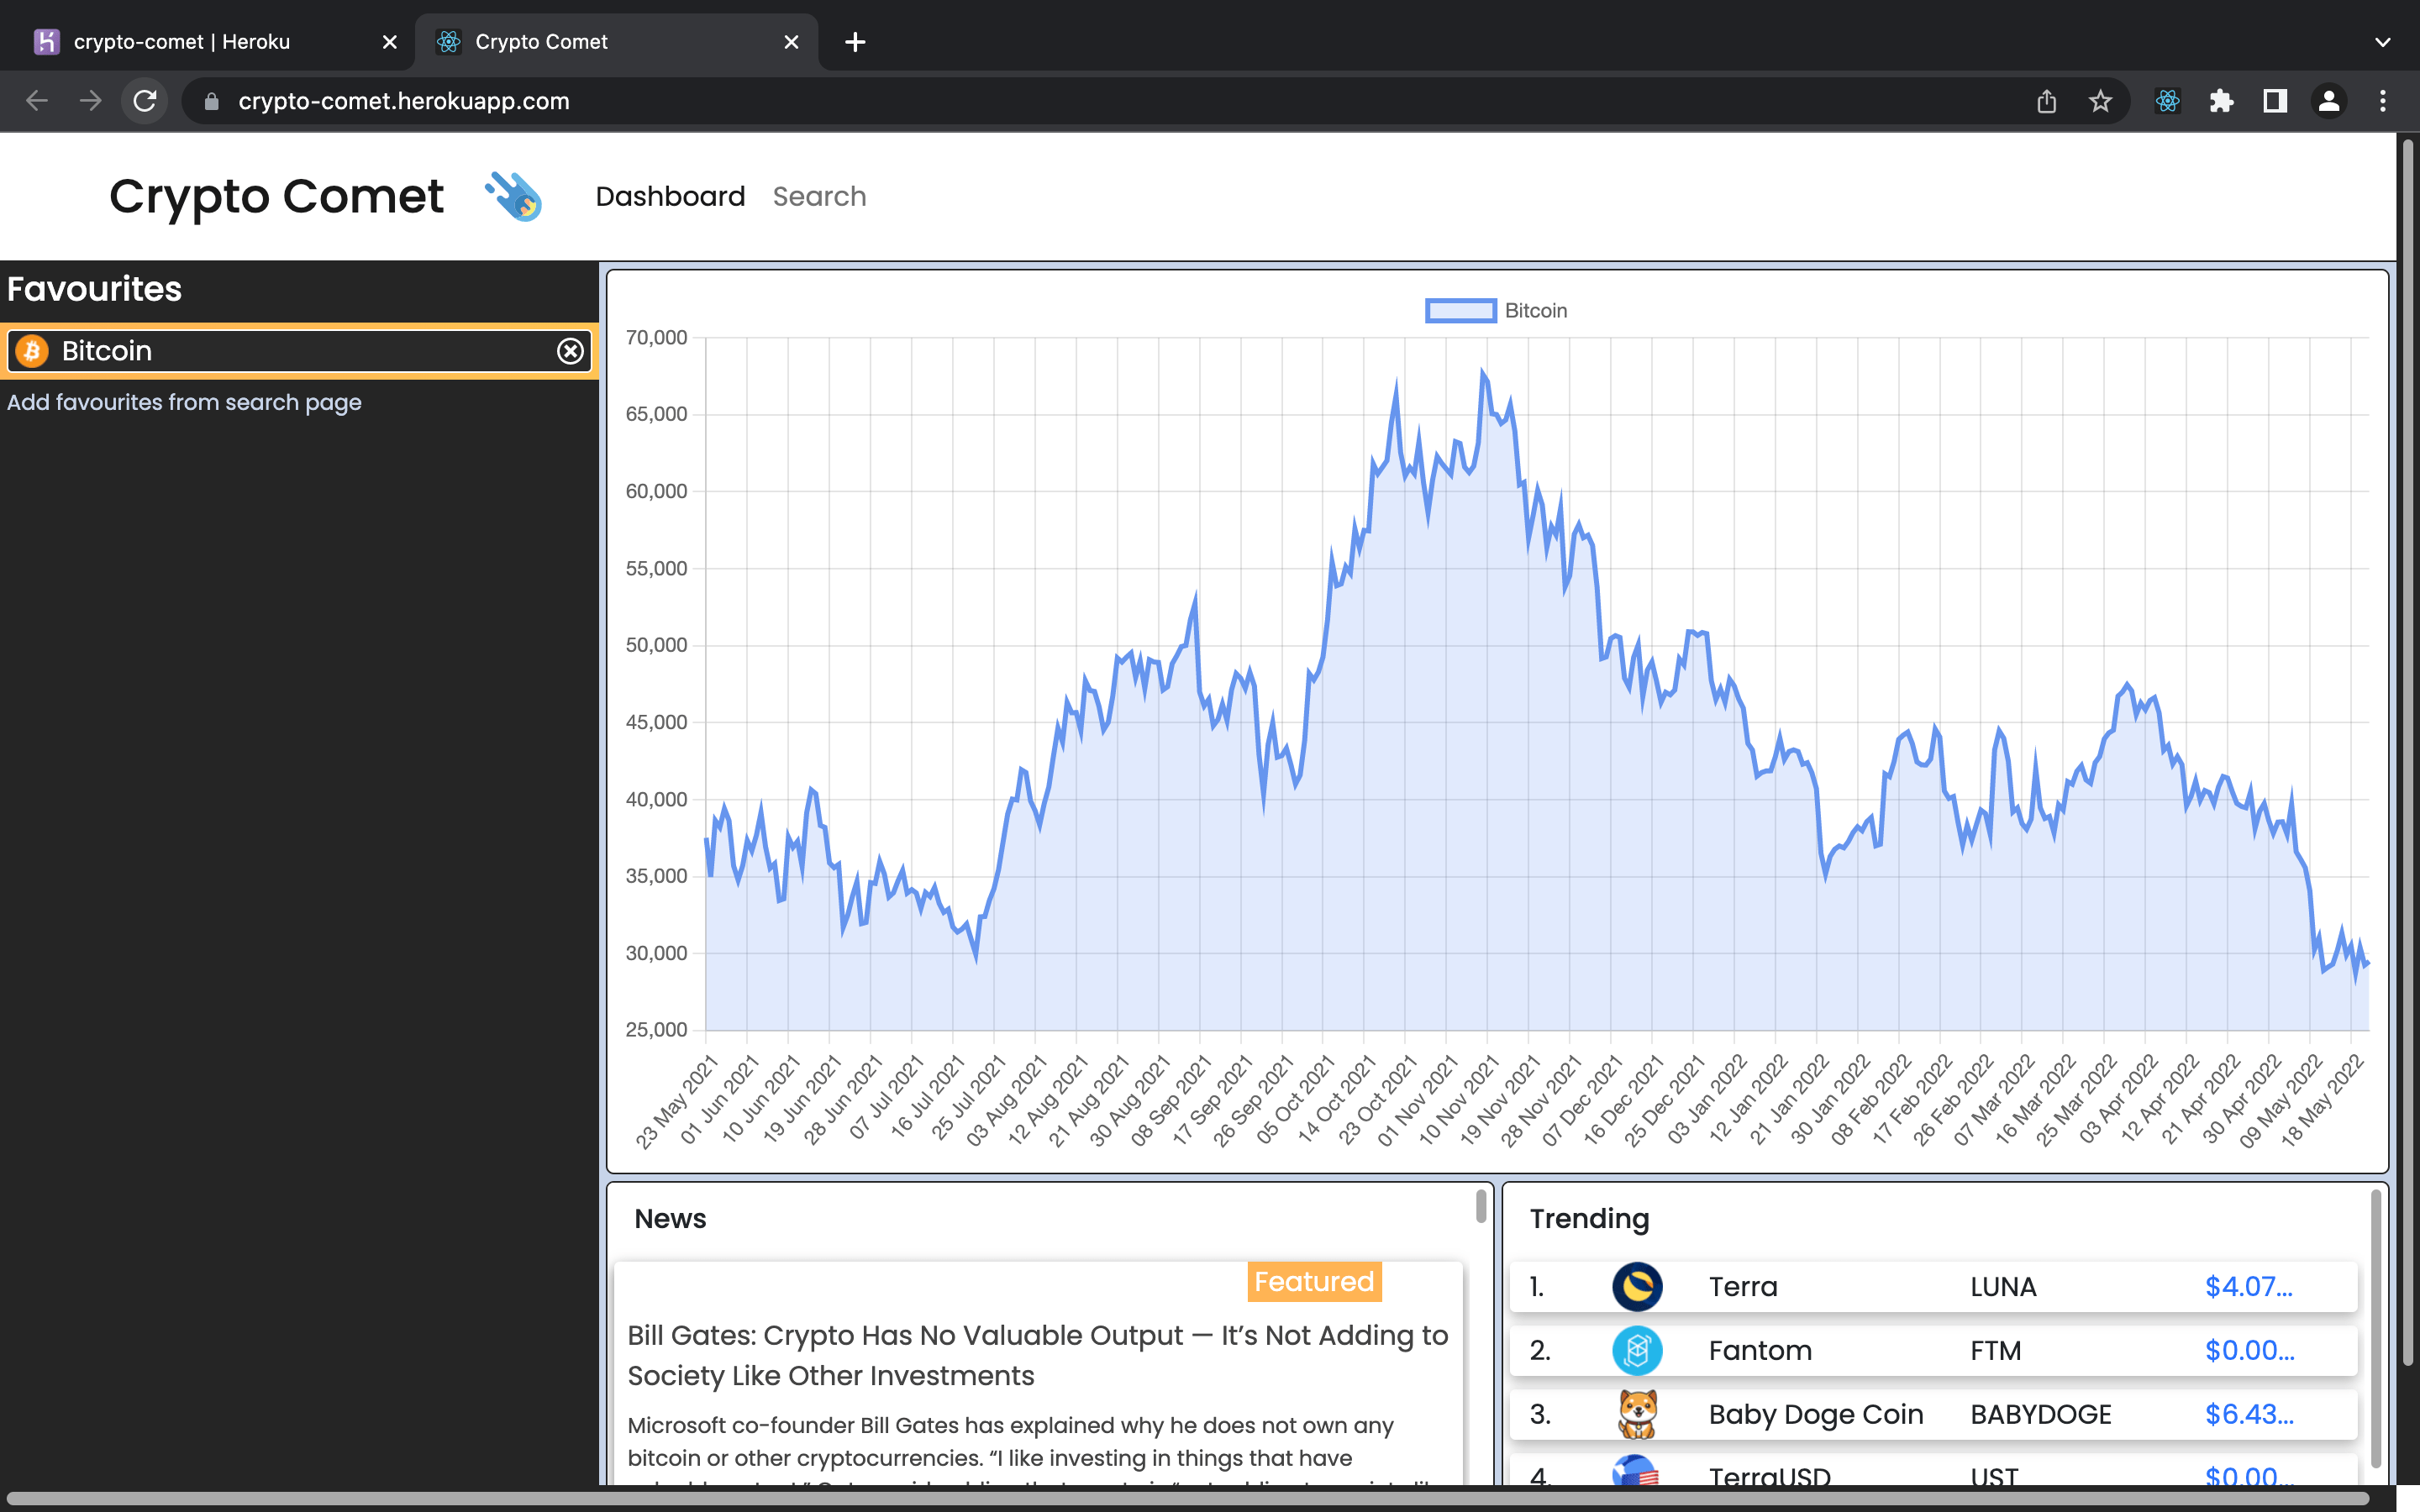 crypto-comet | Heroku
Crypto Comet
crypto-comet.herokuapp.com
Crypto Comet
Dashboard
Search
Favourites
Bitcoin
Add favourites from search page
Bitcoin
70,000
65,000
60,000
55,000
50,000
45,000
40,000
35,000
30,000
25,000
23 May 2021
01 Jun 2021
10 Jun 2021
19 Jun 2021
28 Jun 2021
07 Jul 2021
16 Jul 2021
25 Jul 2021
03 Aug 2021
12 Aug 2021
21 Aug 2021
30 Aug 2021
08 Sep 2021
17 Sep 2021
26 Sep 2021
05 Oct 2021
14 Oct 2021
23 Oct 2021
01 Nov 2021
10 Nov 2021
19 Nov 2021
28 Nov 2021
07 Dec 2021
16 Dec 2021
25 Dec 2021
03 Jan 2022
12 Jan 2022
21 Jan 2022
30 Jan 2022
08 Feb 2022
17 Feb 2022
26 Feb 2022
07 Mar 2022
16 Mar 2022
25 Mar 2022
03 Apr 2022
12 Apr 2022
21 Apr 2022
30 Apr 2022
09 May 2022
18 May 2022
News
Featured
Bill Gates: Crypto Has No Valuable Output — It’s Not Adding to
Society Like Other Investments
Microsoft co-founder Bill Gates has explained why he does not own any
bitcoin or other cryptocurrencies. “I like investing in things that have
Trending
1. Terra LUNA $4.07...
2. Fantom FTM $0.00...
3. Baby Doge Coin BABYDOGE $6.43...
4. TerraUSD UST $0.00...